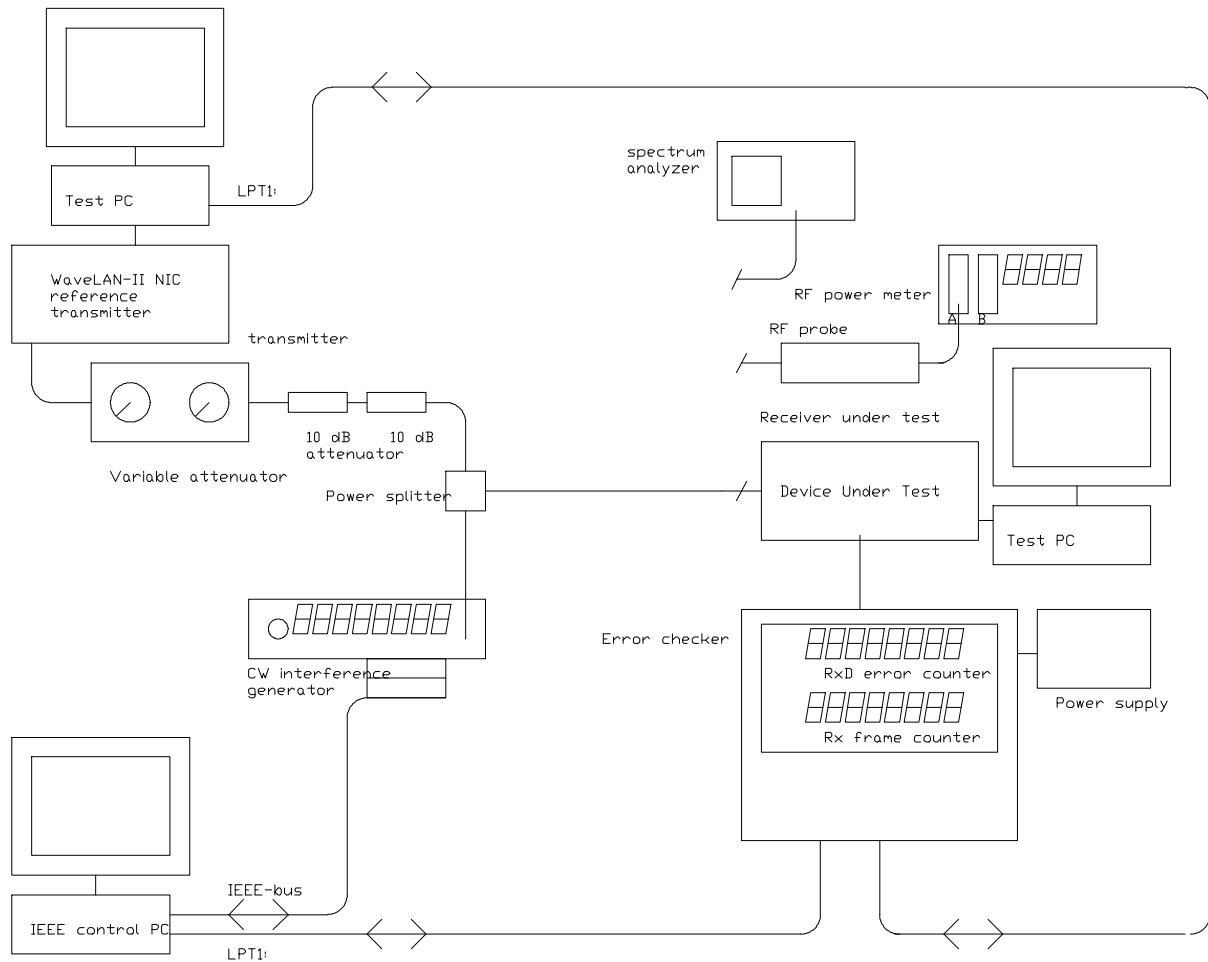 spectrum
analyzer
LPT1:
Test PC
WaveLAN-II NIC
reference
transmitter
RF power meter
A B
RF probe
transmitter
Receiver under test
10 dB 10 dB
attenuator
Variable attenuator
Power splitter
Device Under Test
Test PC
Error checker
CW interference
generator
RxD error counter
Power supply
Rx frame counter
IEEE-bus
IEEE control PC
LPT1: